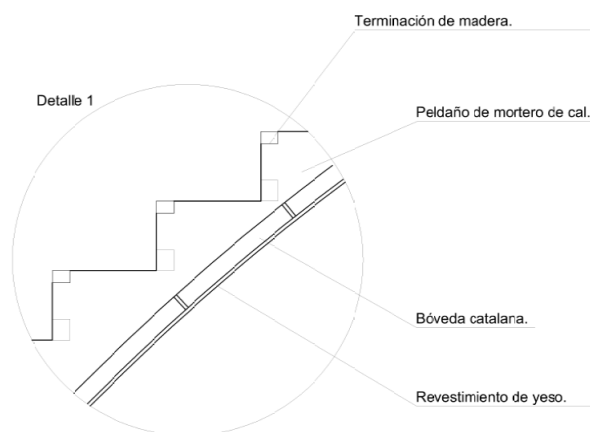 Terminación de madera.
Detalle 1
Peldaño de mortero de cal.
Bóveda catalana.
Revestimiento de yeso.